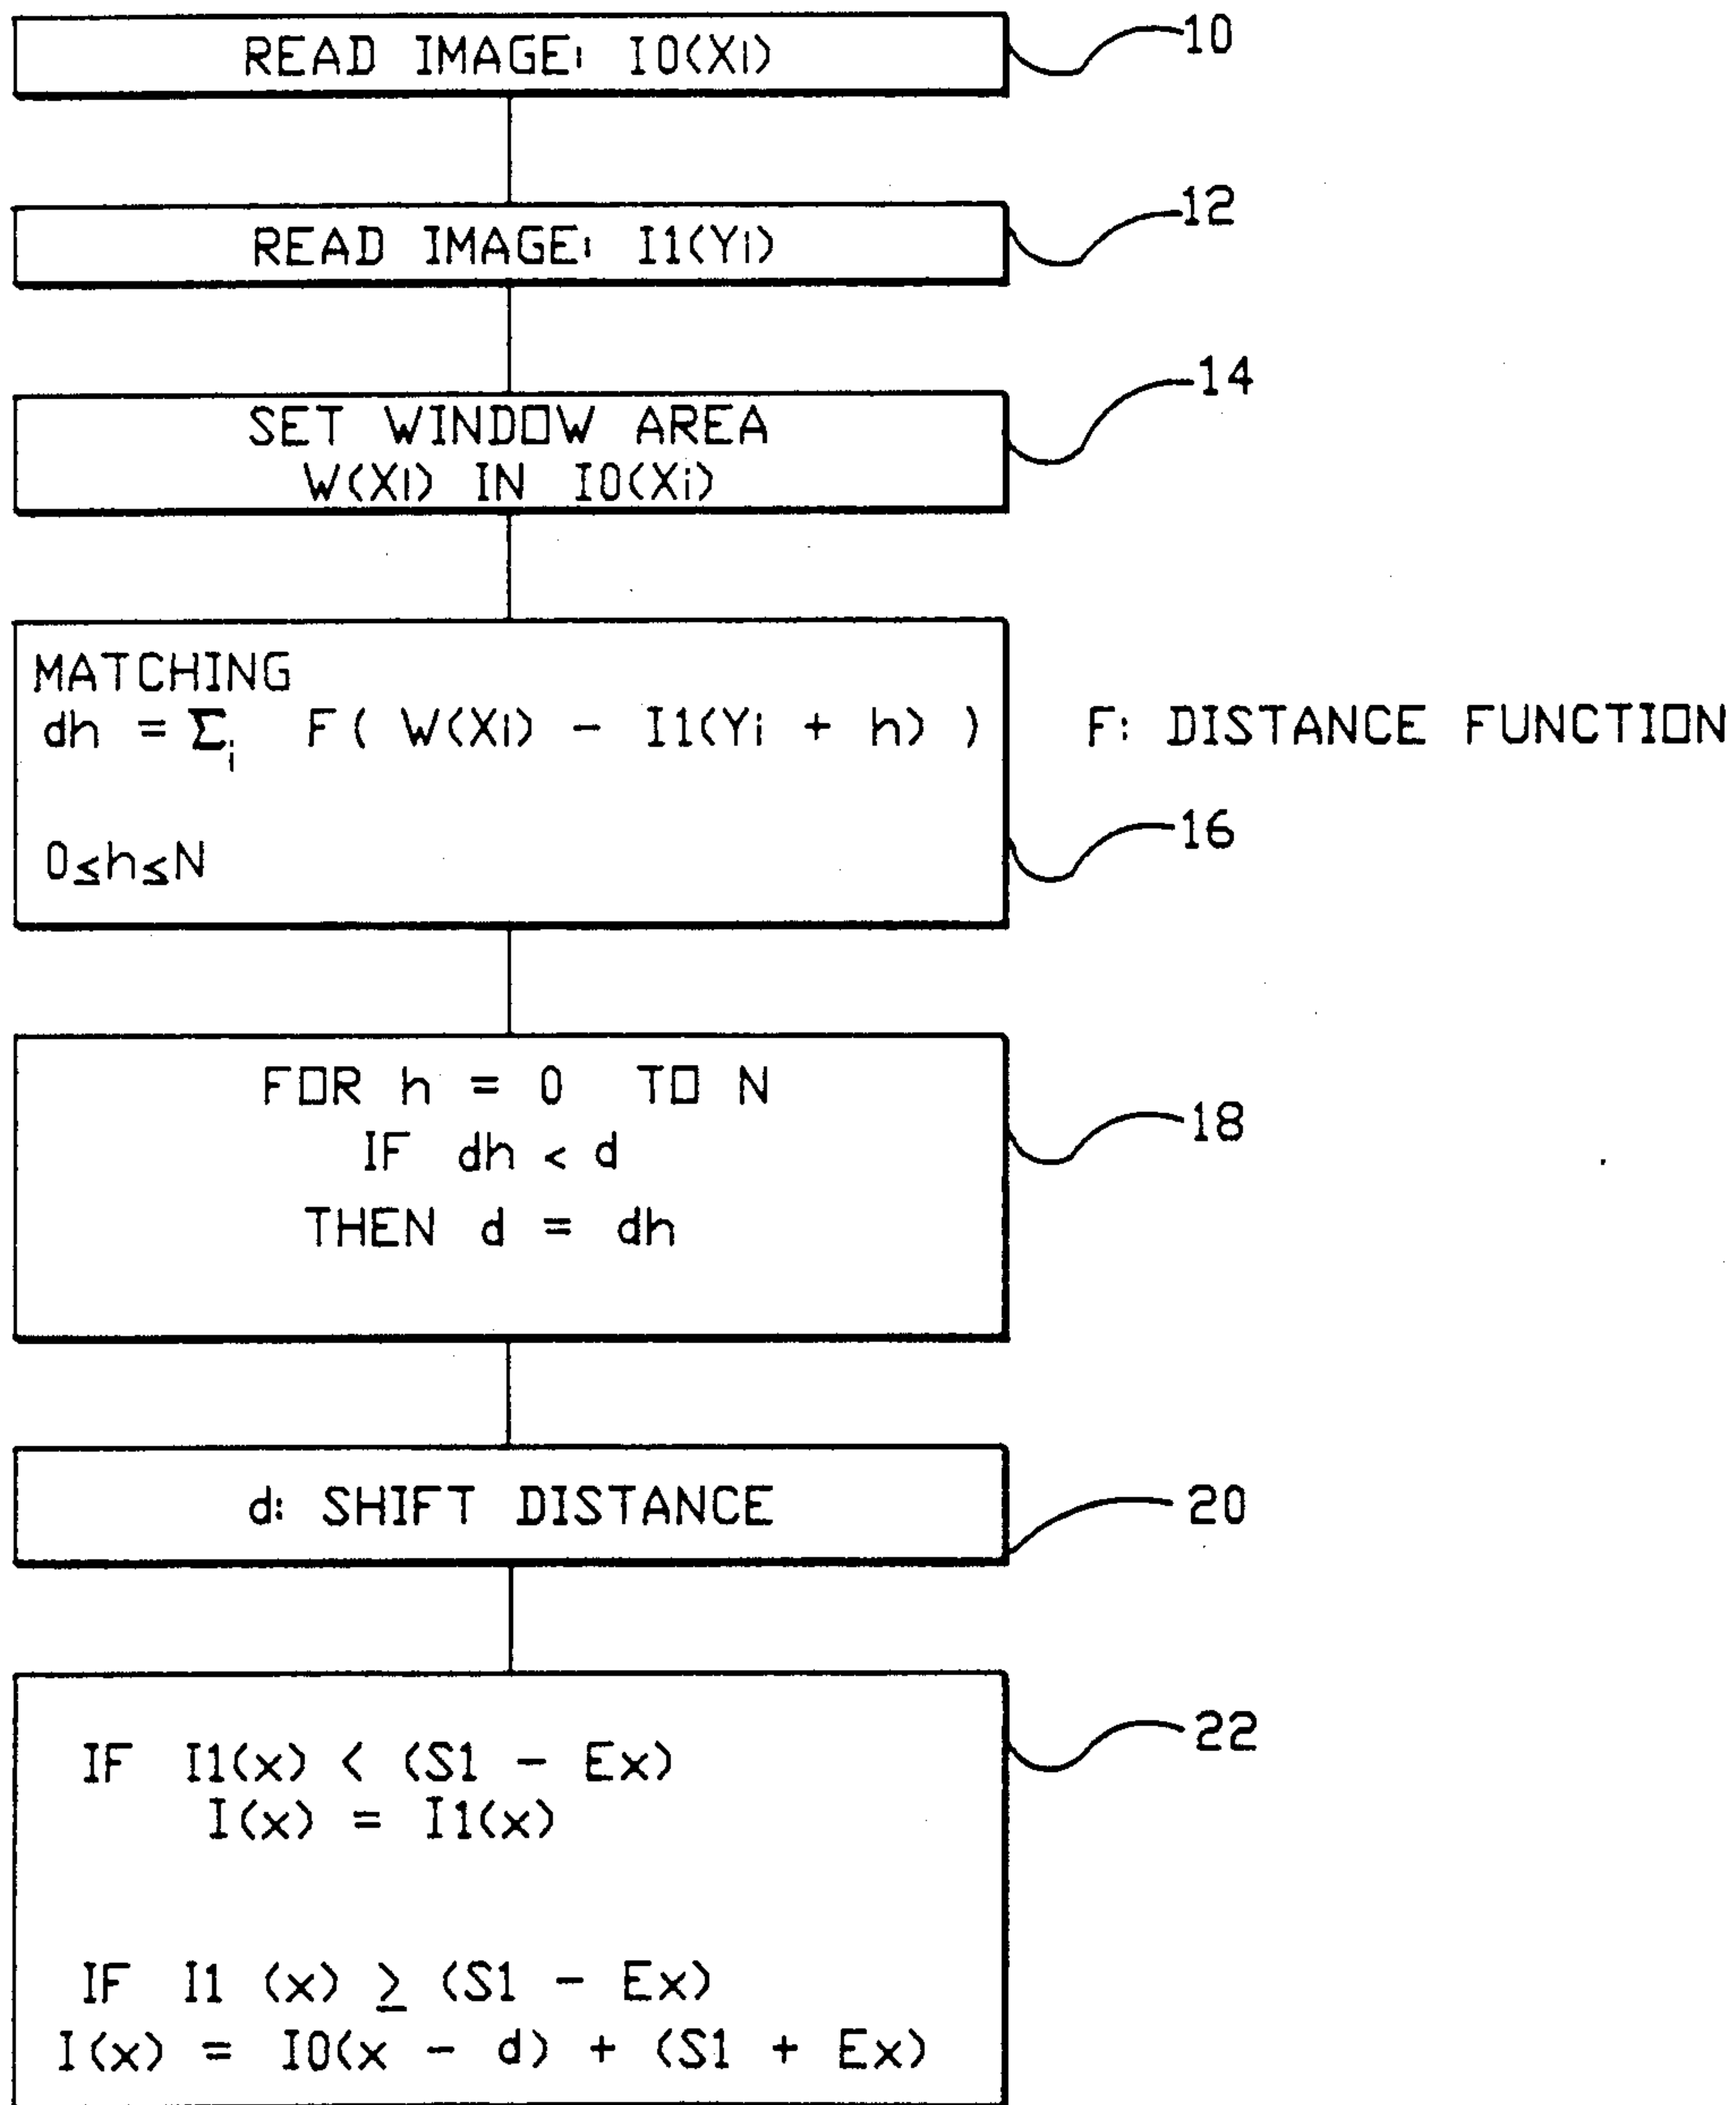 READ IMAGE: I0(Xi)
10
READ IMAGE: I1(Yi)
12
SET WINDOW AREA
W(Xi) IN I0(Xi)
14
MATCHING
dh = Σi F( W(Xi) - I1(Yi + h) )
F: DISTANCE FUNCTION
0≤h≤N
16
FOR h = 0 TO N
IF dh < d
THEN d = dh
18
d: SHIFT DISTANCE
20
IF I1(x) < (S1 - Ex)
I(x) = I1(x)
22
IF I1 (x) ≥ (S1 - Ex)
I(x) = I0(x - d) + (S1 + Ex)